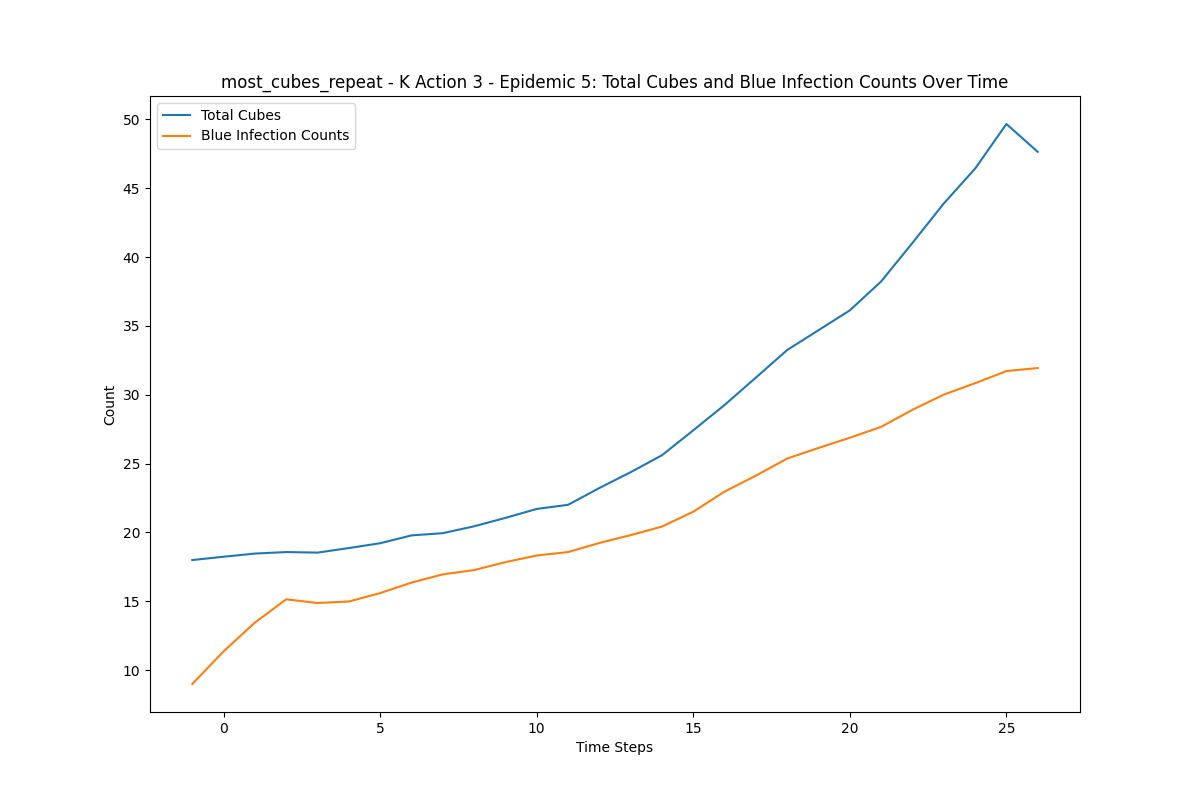 most_cubes_repeat - K Action 3 - Epidemic 5: Total Cubes and Blue Infection Counts Over Time
Total Cubes
Blue Infection Counts
50
45
40
35
30
25
20
15
10
Count
0 5 10 15 20 25
Time Steps